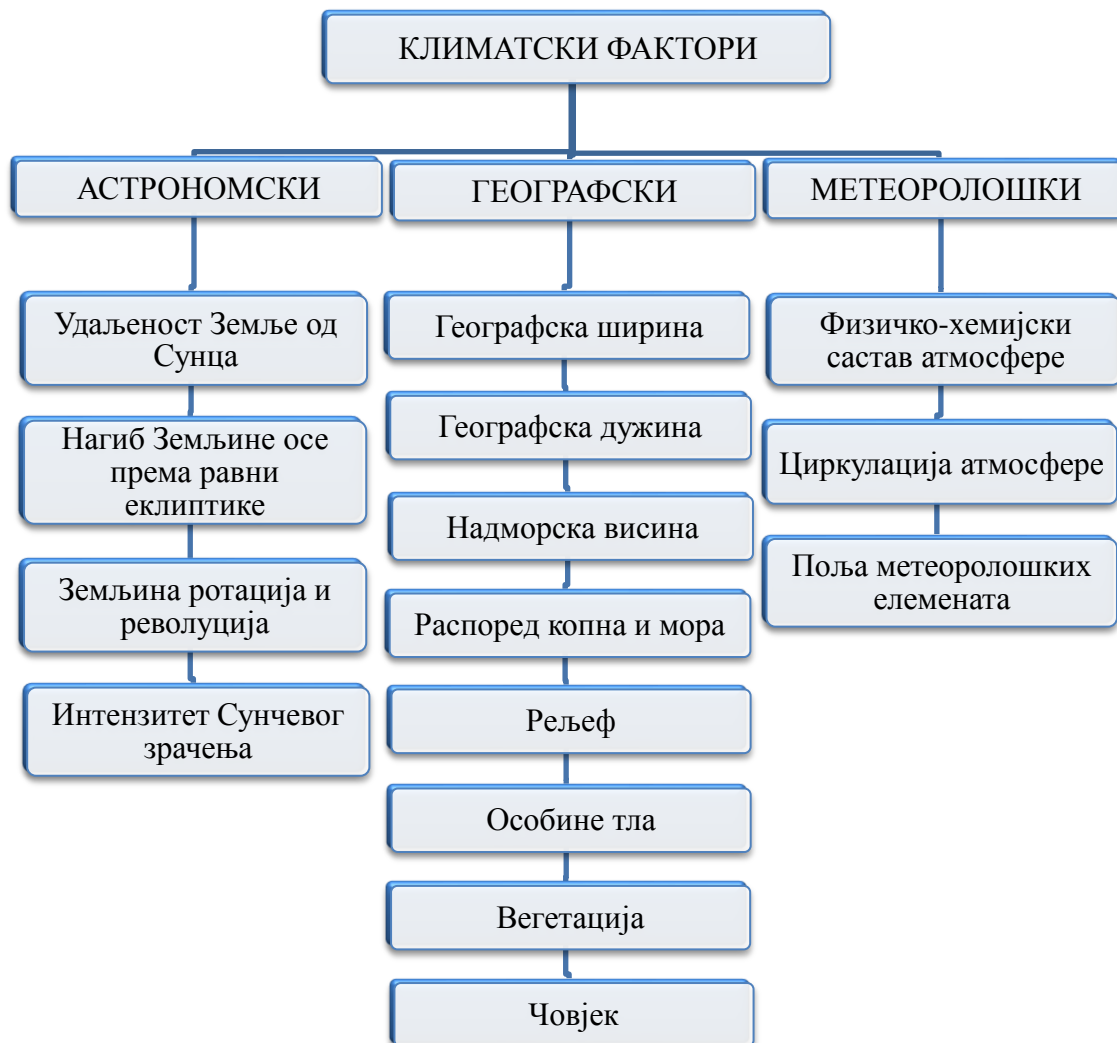 КЛИМАТСКИ ФАКТОРИ
АСТРОНОМСКИ
Удаљеност Земље од
Сунца
Нагиб Земљине осе
према равни
еклиптике
Земљина ротација и
револуција
Интензитет Сунчевог
зрачења
ГЕОГРАФСКИ
Географска ширина
Географска дужина
Надморска висина
Распоред копна и мора
Рељеф
Особине тла
Вегетација
Човјек
МЕТЕОРОЛОШКИ
Физичко-хемијски
састав атмосфере
Циркулација атмосфере
Поља метеоролошких
елемената